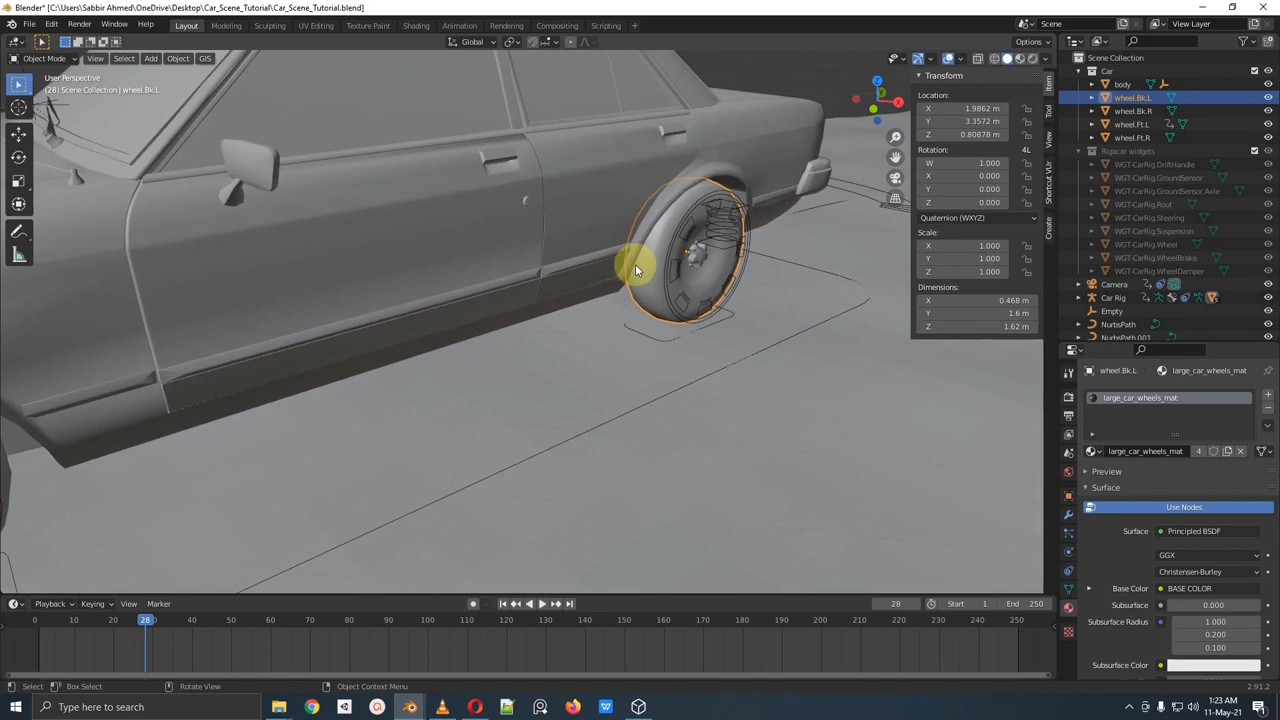 Blender* [C:\Users\Sabbir Ahmed\OneDrive\Desktop\Car_Scene_Tutorial\Car_Scene_Tutorial.blend]
File Edit Render Window Help Layout Modeling Sculpting UV Editing Texture Paint Shading Animation Rendering Compositing Scripting + Scene View Layer
Global Options
Object Mode View Select Add Object GIS
User Perspective
(28) Scene Collection | wheel.Bk.L
Transform
Location:
X 1.9862 m
Y 3.3572 m
Z 0.80878 m
Rotation: 4L
W 1.000
X 0.000
Y 0.000
Z 0.000
Quaternion (WXYZ)
Scale:
X 1.000
Y 1.000
Z 1.000
Dimensions:
X 0.468 m
Y 1.6 m
Z 1.62 m
Item
Tool
View
Shortcut VUr
Create
Z
X
Scene Collection
Car
body
wheel.Bk.L
wheel.Bk.R
wheel.Ft.L
wheel.Ft.R
Rigacar widgets
WGT-CarRig.DriftHandle
WGT-CarRig.GroundSensor
WGT-CarRig.GroundSensor.Axle
WGT-CarRig.Root
WGT-CarRig.Steering
WGT-CarRig.Suspension
WGT-CarRig.Wheel
WGT-CarRig.WheelBrake
WGT-CarRig.WheelDamper
Camera
Car Rig
Empty
NurbsPath
NurbsPath.001
wheel.Bk.L large_car_wheels_mat
large_car_wheels_mat
large_car_wheels_mat 4
Preview
Surface
Use Nodes
Surface Principled BSDF
GGX
Christensen-Burley
Base Color BASE COLOR
Subsurface 0.000
Subsurface Radius 1.000
0.200
0.100
Subsurface Color
Playback Keying View Marker 28 Start 1 End 250
0 10 20 28 30 40 50 60 70 80 90 100 110 120 130 140 150 160 170 180 190 200 210 220 230 240 250
Select Box Select Rotate View Object Context Menu 2.91.2
Type here to search
1:23 AM
11-May-21